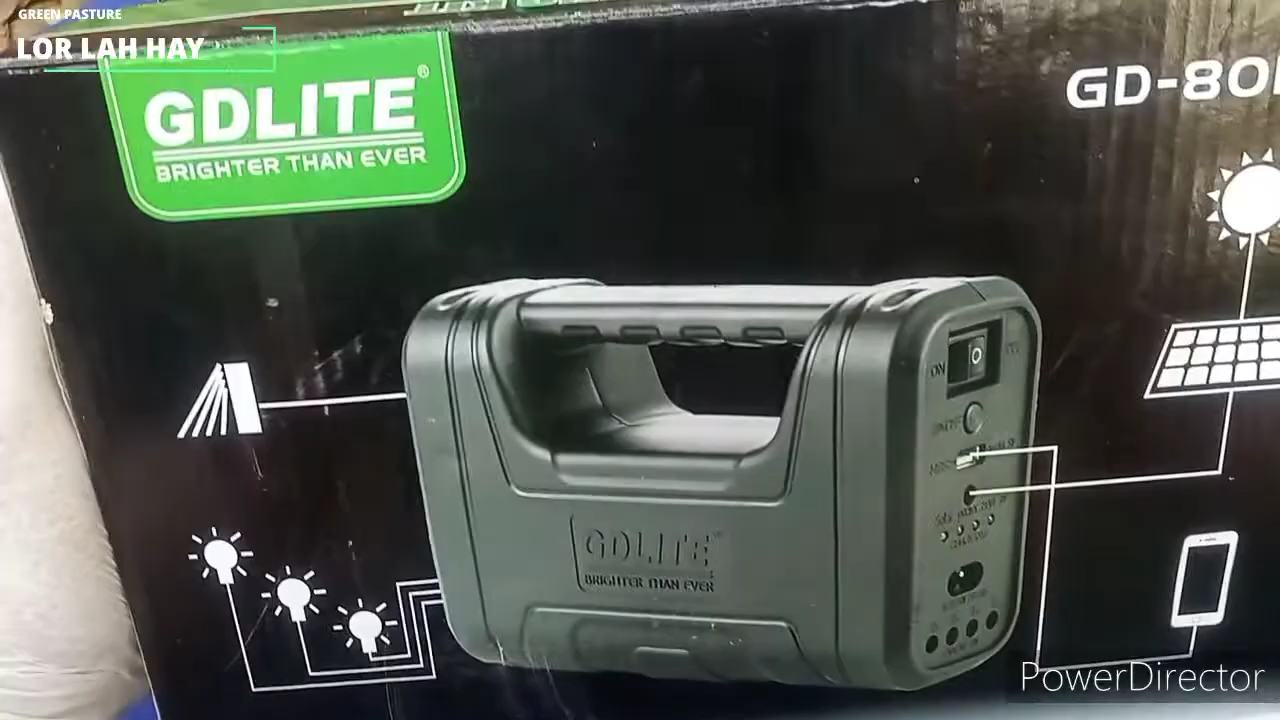 GREEN PASTURE
LOR LAH HAY
GDLITE®
BRIGHTER THAN EVER
GD-80
ON
GDLITE
BRIGHTER THAN EVER
PowerDirector